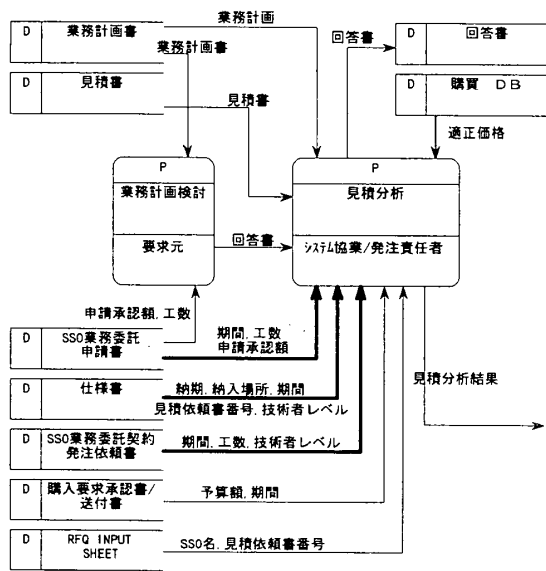 業務計画
D 業務計画書
業務計画書
回答書
D 回答書
D 見積書
見積書
D 購買 DB
適正価格
P
業務計画検討
要求元
回答書
P
見積分析
システム協業/発注責任者
申請承認額,工数
D SSO業務委託
申請書
期間,工数
申請承認額
D 仕様書
納期,納入場所,期間
見積依頼書番号,技術者レベル
見積分析結果
D SSO業務委託契約
発注依頼書
期間,工数,技術者レベル
D 購入要求承認書/
送付書
予算額,期間
D RFQ INPUT
SHEET
SSO名,見積依頼書番号